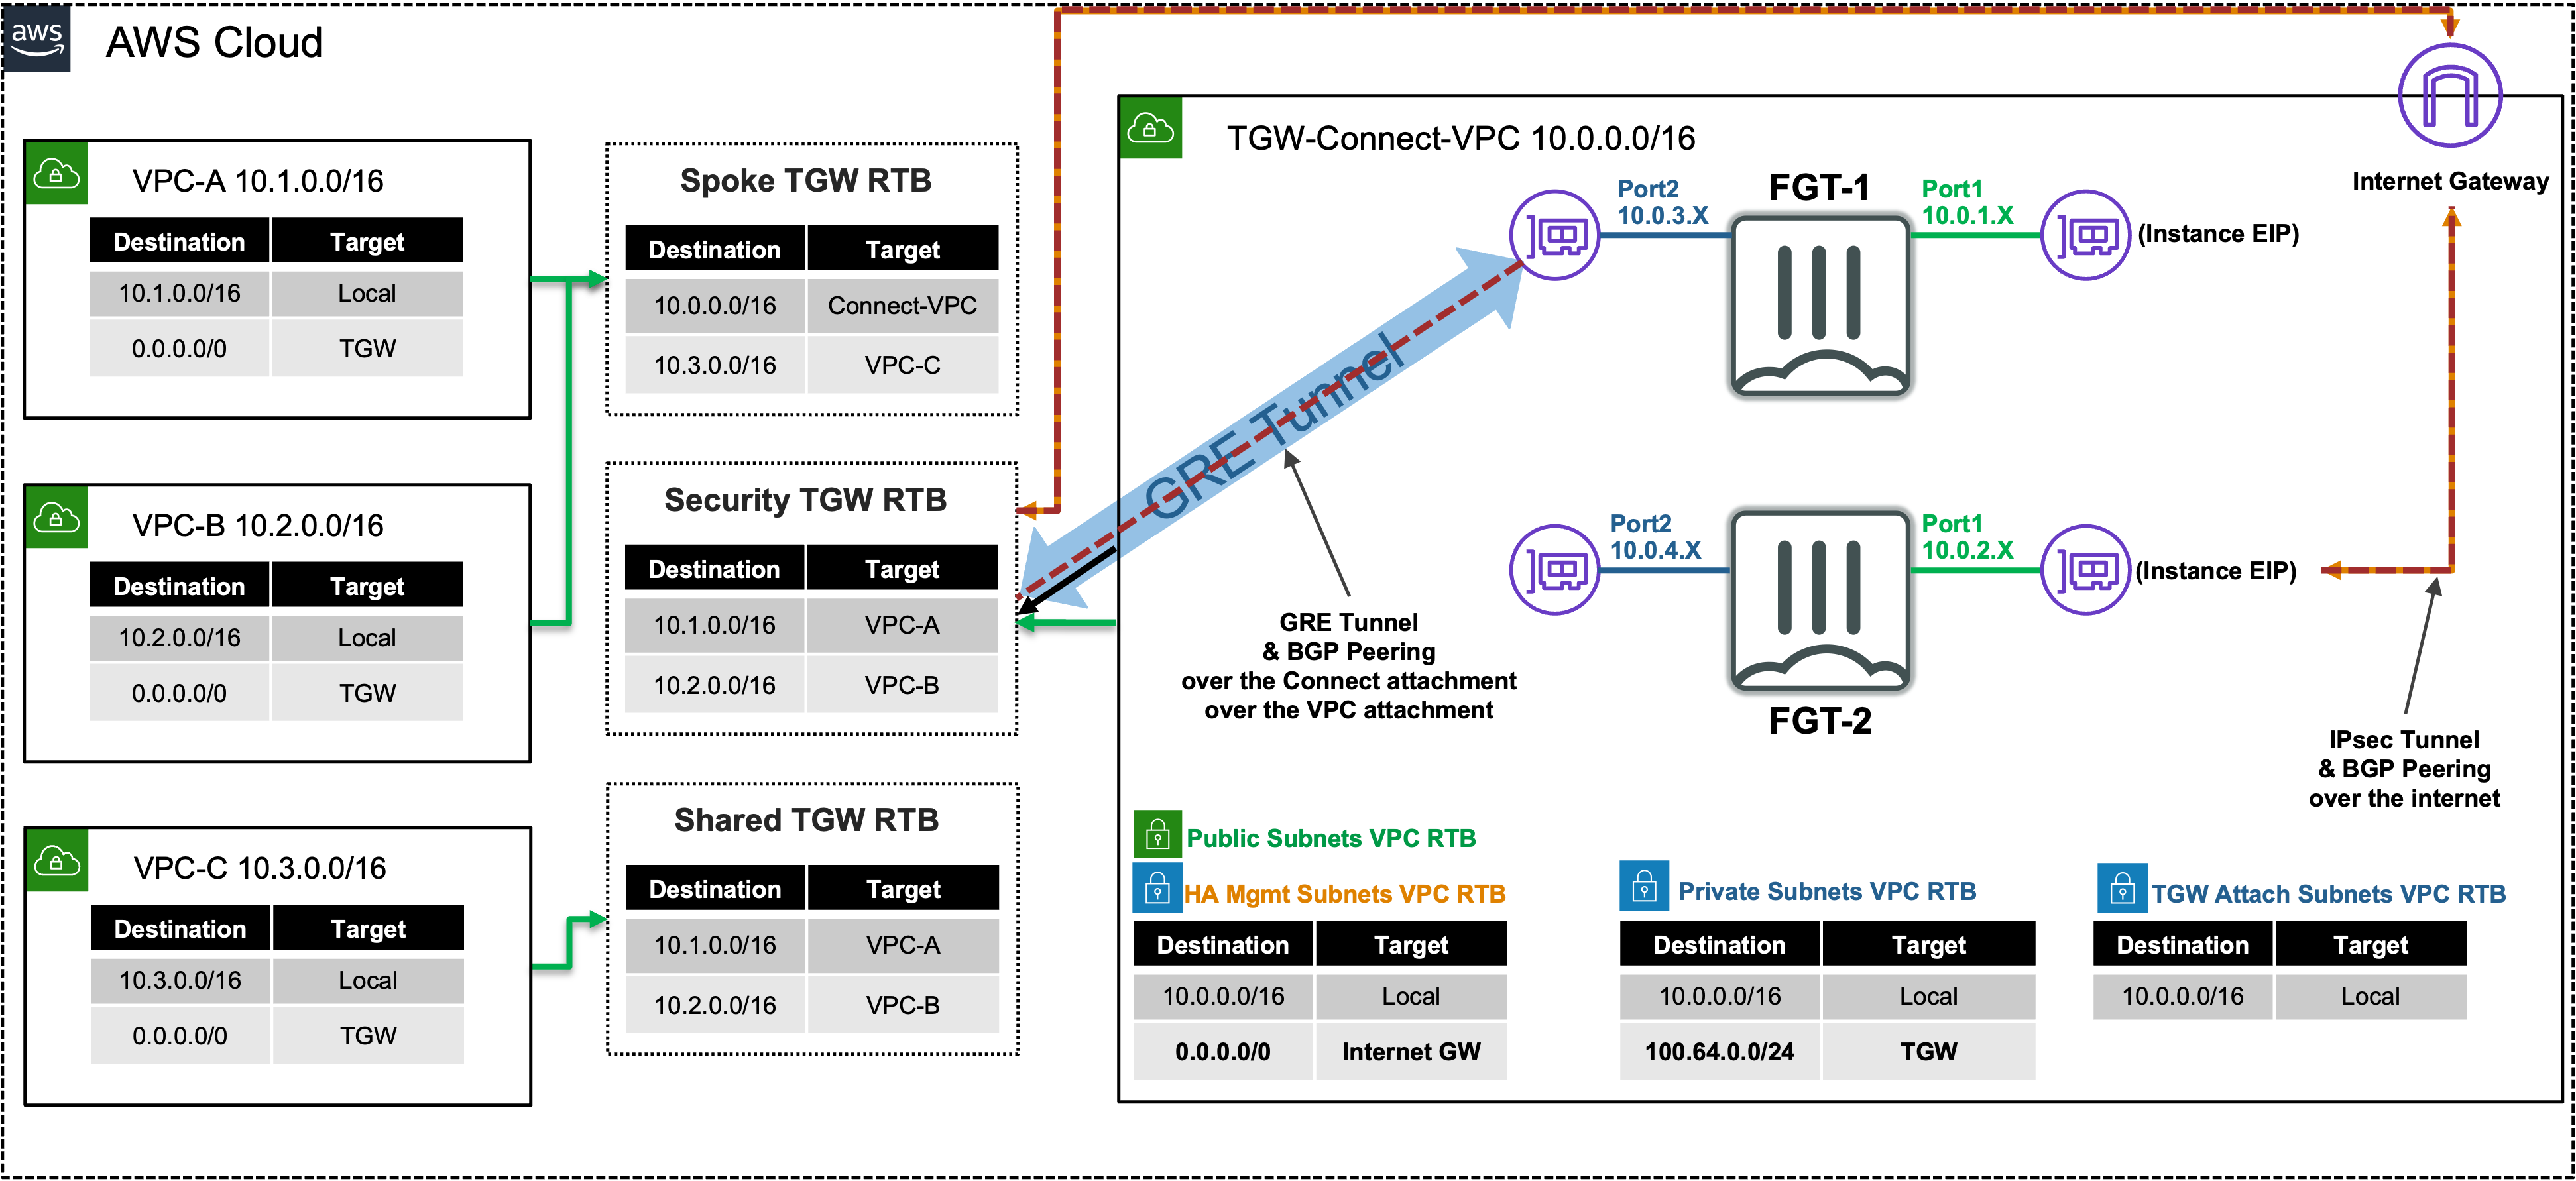 aws
AWS Cloud
VPC-A 10.1.0.0/16
Destination Target
10.1.0.0/16 Local
0.0.0.0/0 TGW
VPC-B 10.2.0.0/16
Destination Target
10.2.0.0/16 Local
0.0.0.0/0 TGW
VPC-C 10.3.0.0/16
Destination Target
10.3.0.0/16 Local
0.0.0.0/0 TGW
Spoke TGW RTB
Destination Target
10.0.0.0/16 Connect-VPC
10.3.0.0/16 VPC-C
Security TGW RTB
Destination Target
10.1.0.0/16 VPC-A
10.2.0.0/16 VPC-B
Shared TGW RTB
Destination Target
10.1.0.0/16 VPC-A
10.2.0.0/16 VPC-B
TGW-Connect-VPC 10.0.0.0/16
Internet Gateway
Port2
10.0.3.X
FGT-1
Port1
10.0.1.X
(Instance EIP)
GRE Tunnel
Port2
10.0.4.X
Port1
10.0.2.X
(Instance EIP)
FGT-2
GRE Tunnel
& BGP Peering
over the Connect attachment
over the VPC attachment
IPsec Tunnel
& BGP Peering
over the internet
Public Subnets VPC RTB
HA Mgmt Subnets VPC RTB
Destination Target
10.0.0.0/16 Local
0.0.0.0/0 Internet GW
Private Subnets VPC RTB
Destination Target
10.0.0.0/16 Local
100.64.0.0/24 TGW
TGW Attach Subnets VPC RTB
Destination Target
10.0.0.0/16 Local